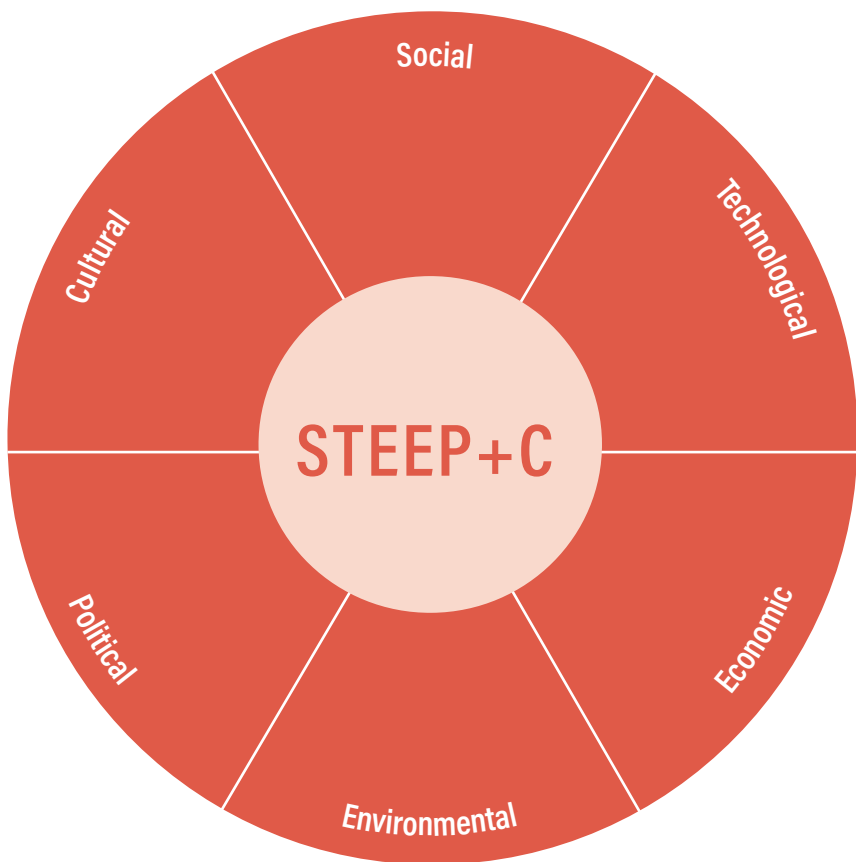 Social
Technological
Economic
Environmental
Political
Cultural
STEEP+C